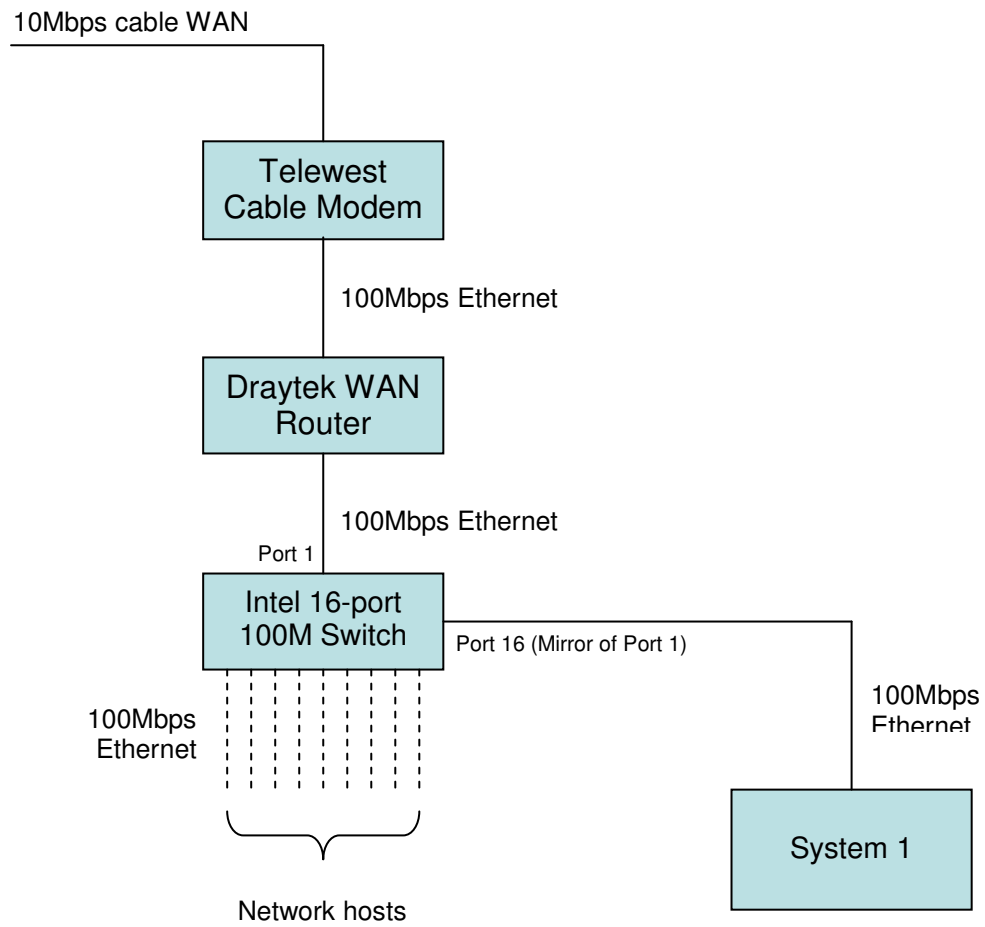 10Mbps cable WAN
Telewest
Cable Modem
100Mbps Ethernet
Draytek WAN
Router
100Mbps Ethernet
Port 1
Intel 16-port
100M Switch
Port 16 (Mirror of Port 1)
100Mbps
Ethernet
100Mbps
Ethernet
System 1
Network hosts